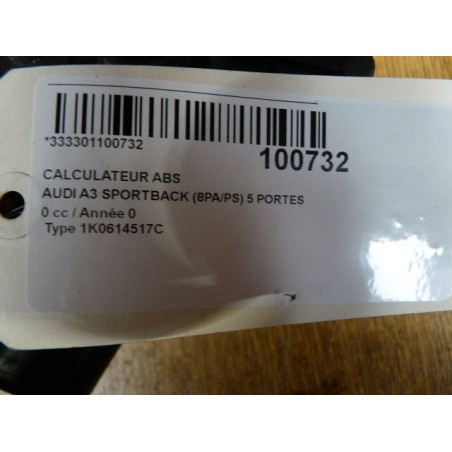 *333301100732
100732
CALCULATEUR ABS
AUDI A3 SPORTBACK (8PA/PS) 5 PORTES
0 cc / Année 0
Type 1K0614517C